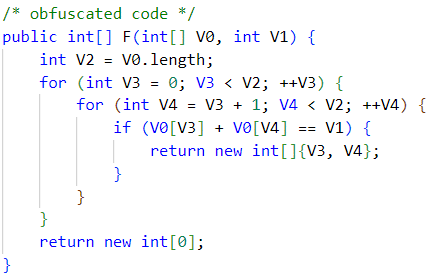 /* obfuscated code */
public int[] F(int[] V0, int V1) {
    int V2 = V0.length;
    for (int V3 = 0; V3 < V2; ++V3) {
        for (int V4 = V3 + 1; V4 < V2; ++V4) {
            if (V0[V3] + V0[V4] == V1) {
                return new int[]{V3, V4};
            }
        }
    }
    return new int[0];
}